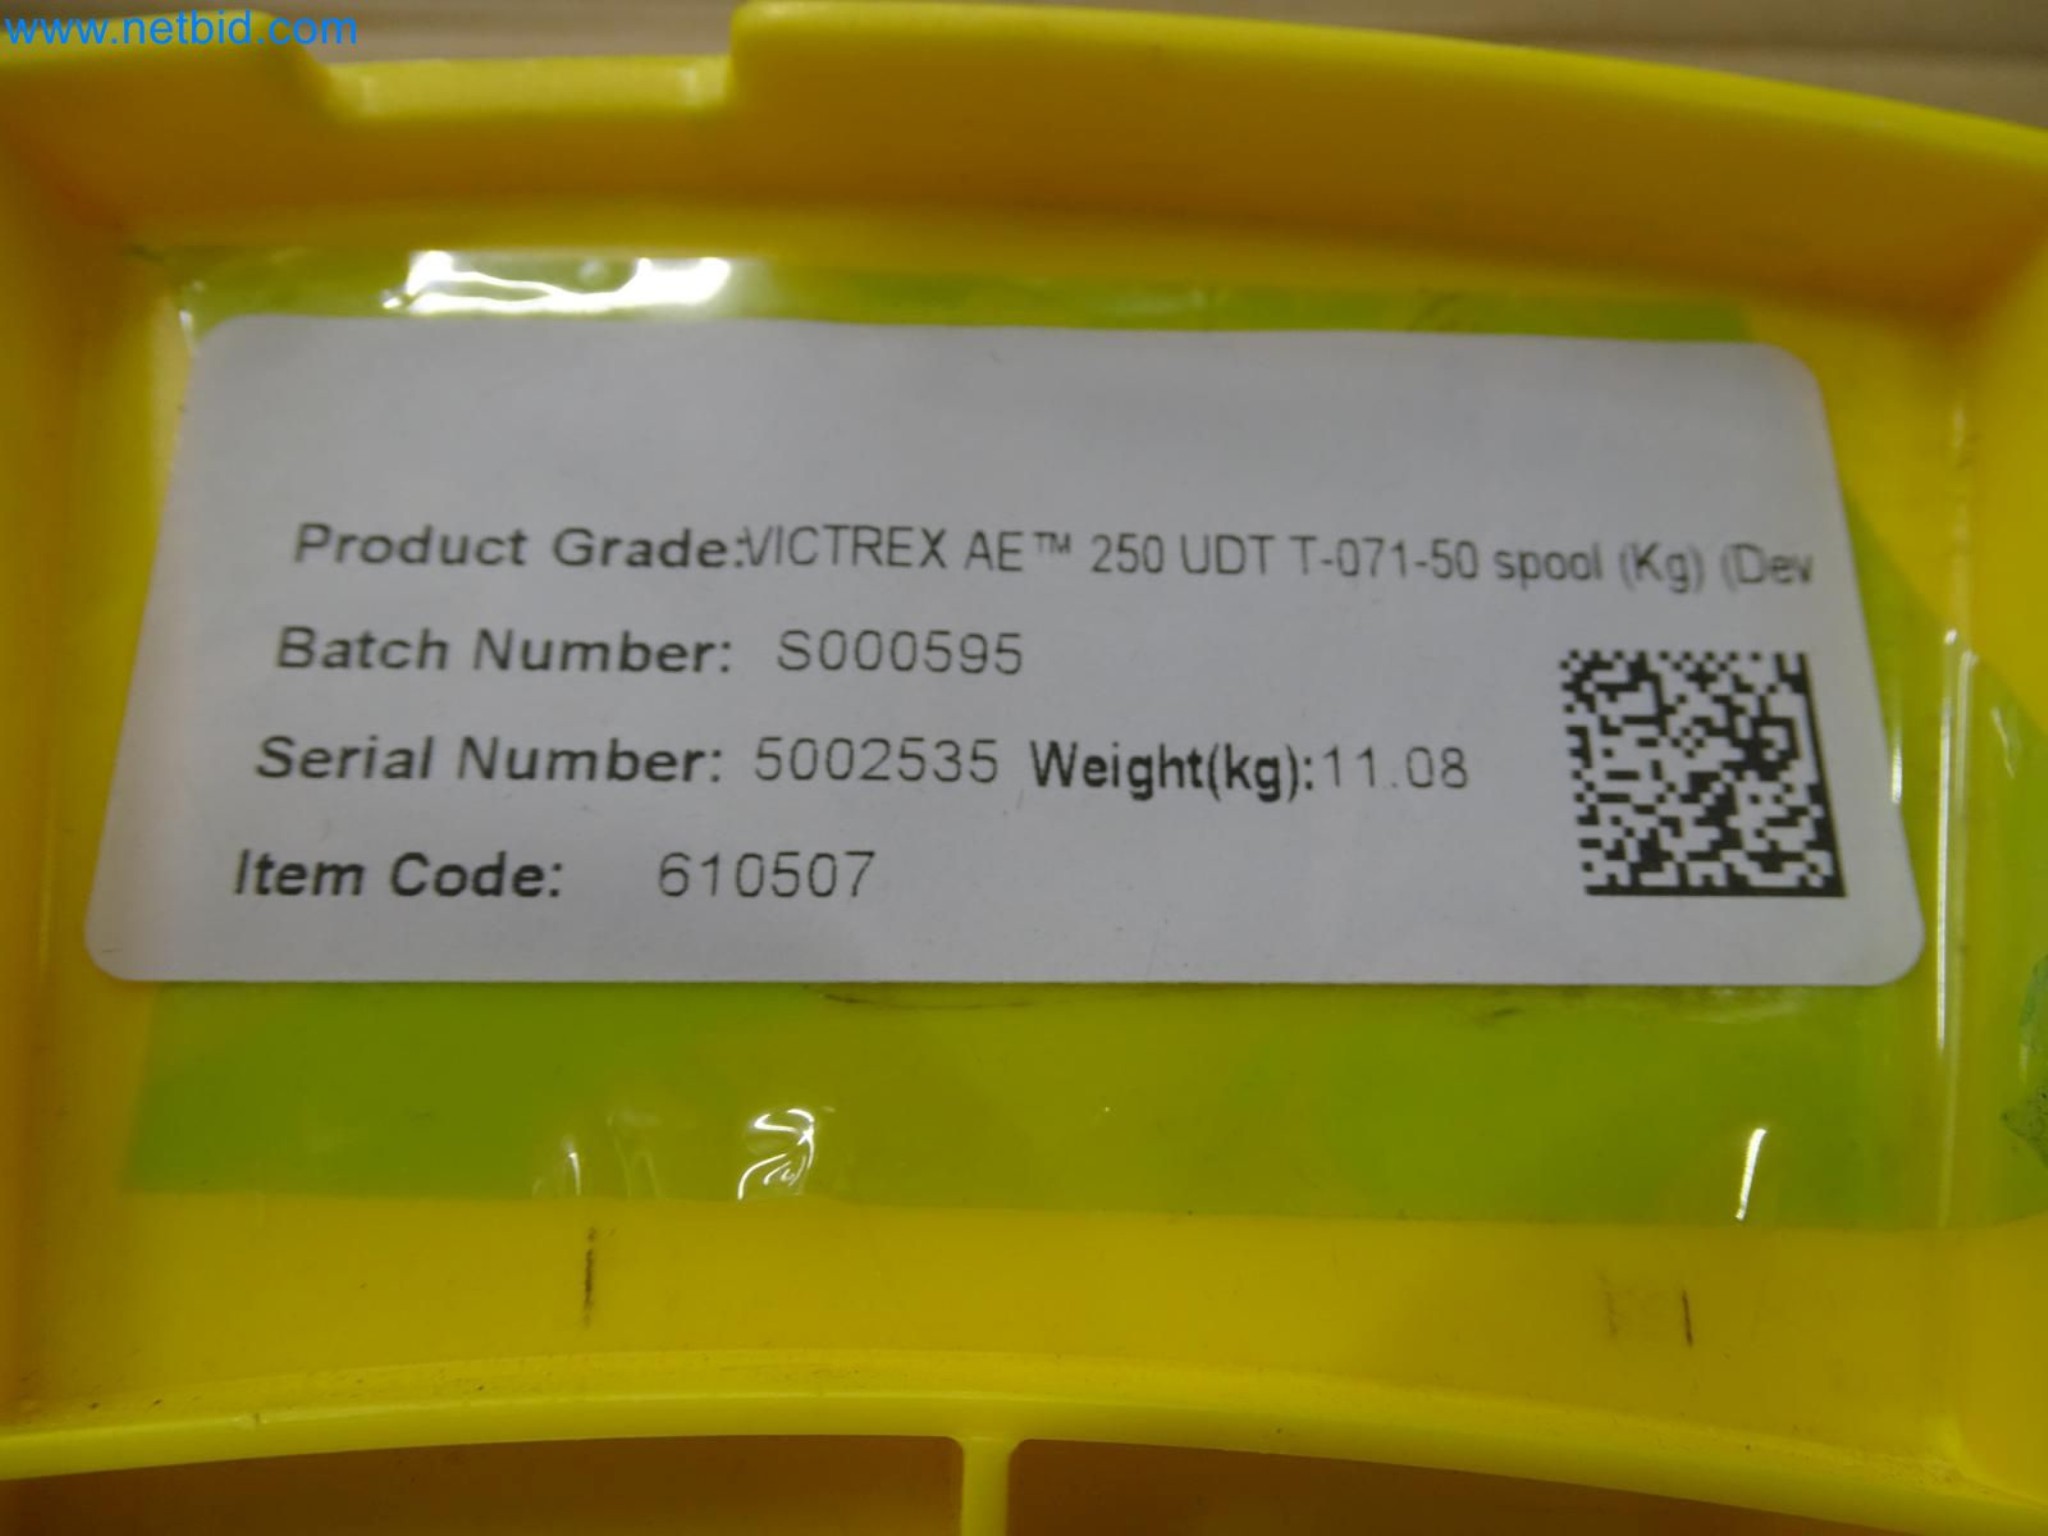 www.netbid.com
Product Grade:VICTREX AE™ 250 UDT T-071-50 spool (Kg) (Dev
Batch Number: S000595
Serial Number: 5002535 Weight(kg):11.08
Item Code: 610507